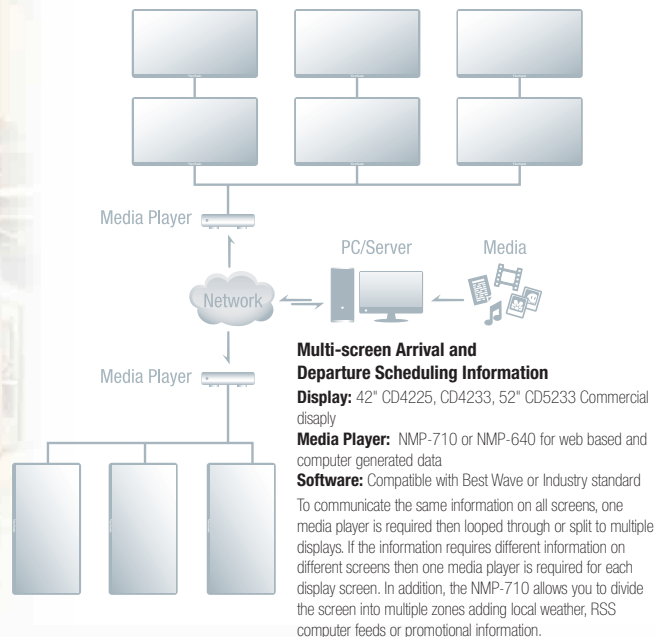 Media Player
PC/Server
Media
Network
Media Player
Multi-screen Arrival and
Departure Scheduling Information
Display: 42" CD4225, CD4233, 52" CD5233 Commercial
disaply
Media Player: NMP-710 or NMP-640 for web based and
computer generated data
Software: Compatible with Best Wave or Industry standard
To communicate the same information on all screens, one
media player is required then looped through or split to multiple
displays. If the information requires different information on
different screens then one media player is required for each
display screen. In addition, the NMP-710 allows you to divide
the screen into multiple zones adding local weather, RSS
computer feeds or promotional information.